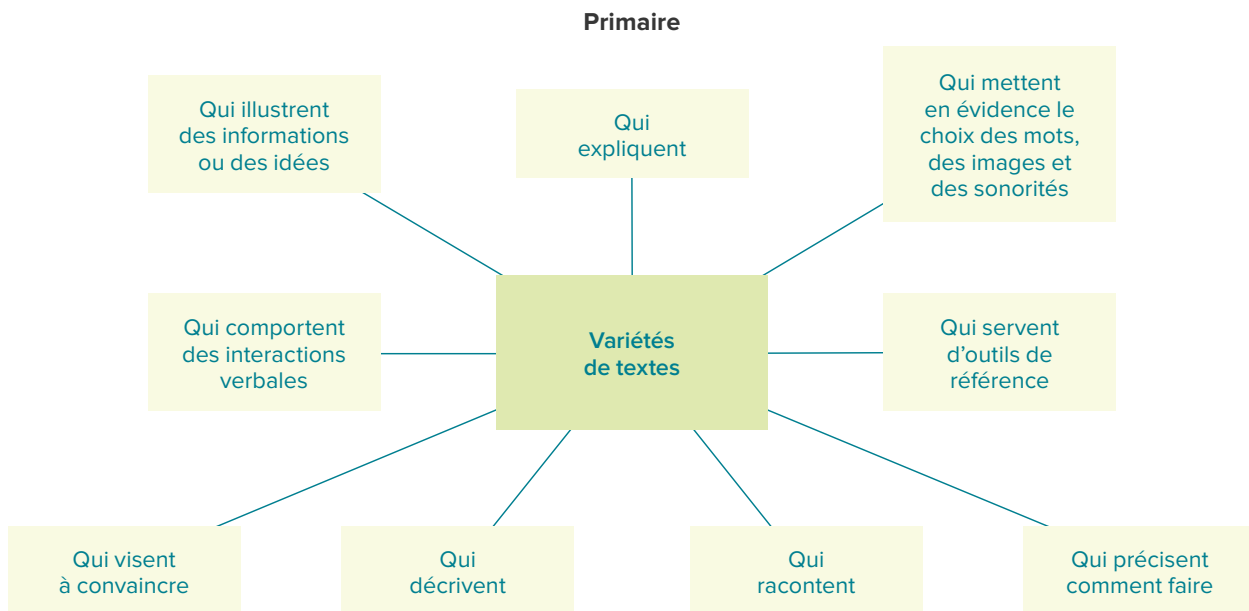 Primaire
Qui illustrent
des informations
ou des idées
Qui
expliquent
Qui mettent
en évidence le
choix des mots,
des images et
des sonorités
Qui comportent
des interactions
verbales
Variétés
de textes
Qui servent
d’outils de
référence
Qui visent
à convaincre
Qui
décrivent
Qui
racontent
Qui précisent
comment faire